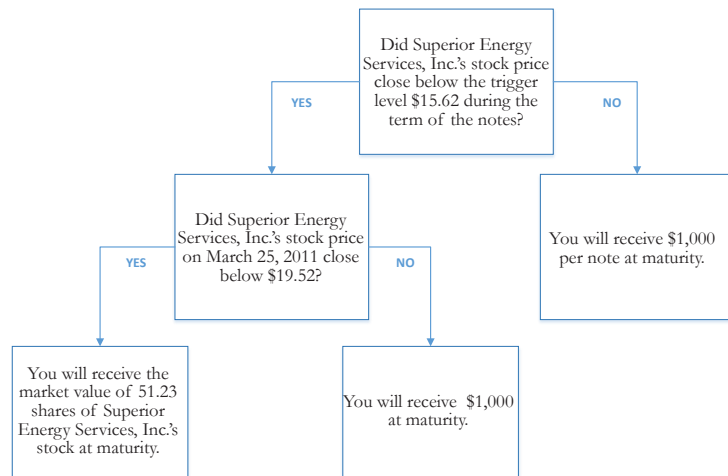 Did Superior Energy
Services, Inc.'s stock price
close below the trigger
level $15.62 during the
term of the notes?
YES
NO
Did Superior Energy
Services, Inc.'s stock price
on March 25, 2011 close
below $19.52?
You will receive $1,000
per note at maturity.
YES
NO
You will receive the
market value of 51.23
shares of Superior
Energy Services, Inc.'s
stock at maturity.
You will receive $1,000
at maturity.